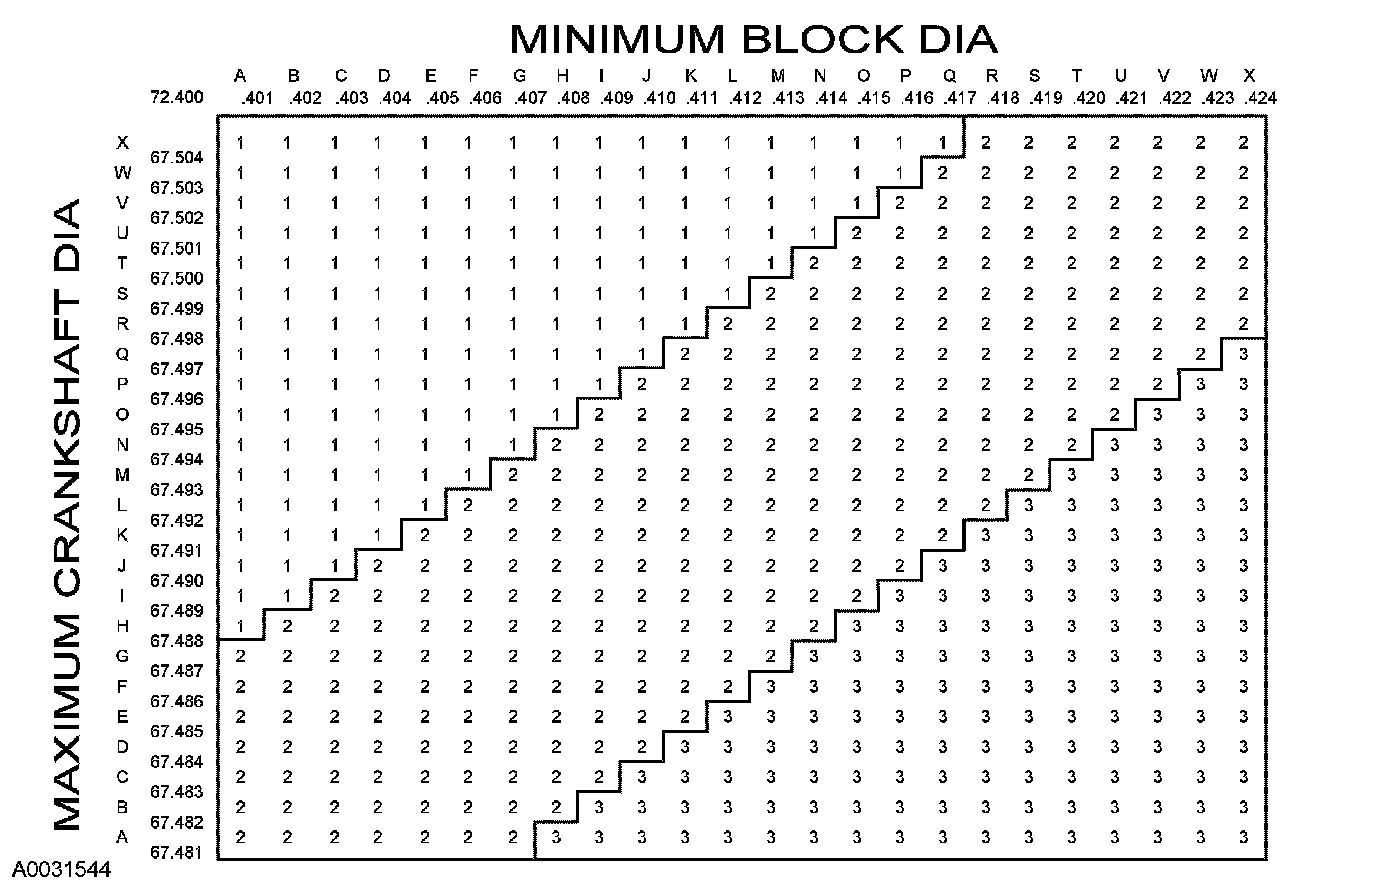 MINIMUM BLOCK DIA
A B C D E F G H I J K L M N O P Q R S T U V W X
72.400 .401 .402 .403 .404 .405 .406 .407 .408 .409 .410 .411 .412 .413 .414 .415 .416 .417 .418 .419 .420 .421 .422 .423 .424
MAXIMUM CRANKSHAFT DIA
X 1 1 1 1 1 1 1 1 1 1 1 1 1 1 1 1 1 2 2 2 2 2 2 2
67.504
W 1 1 1 1 1 1 1 1 1 1 1 1 1 1 1 1 2 2 2 2 2 2 2 2
67.503
V 1 1 1 1 1 1 1 1 1 1 1 1 1 1 1 2 2 2 2 2 2 2 2 2
67.502
U 1 1 1 1 1 1 1 1 1 1 1 1 1 1 2 2 2 2 2 2 2 2 2 2
67.501
T 1 1 1 1 1 1 1 1 1 1 1 1 1 2 2 2 2 2 2 2 2 2 2 2
67.500
S 1 1 1 1 1 1 1 1 1 1 1 1 2 2 2 2 2 2 2 2 2 2 2 2
67.499
R 1 1 1 1 1 1 1 1 1 1 1 2 2 2 2 2 2 2 2 2 2 2 2 2
67.498
Q 1 1 1 1 1 1 1 1 1 1 2 2 2 2 2 2 2 2 2 2 2 2 2 3
67.497
P 1 1 1 1 1 1 1 1 1 2 2 2 2 2 2 2 2 2 2 2 2 2 3 3
67.496
O 1 1 1 1 1 1 1 1 2 2 2 2 2 2 2 2 2 2 2 2 2 3 3 3
67.495
N 1 1 1 1 1 1 1 2 2 2 2 2 2 2 2 2 2 2 2 2 3 3 3 3
67.494
M 1 1 1 1 1 1 2 2 2 2 2 2 2 2 2 2 2 2 2 3 3 3 3 3
67.493
L 1 1 1 1 1 2 2 2 2 2 2 2 2 2 2 2 2 2 3 3 3 3 3 3
67.492
K 1 1 1 1 2 2 2 2 2 2 2 2 2 2 2 2 2 3 3 3 3 3 3 3
67.491
J 1 1 1 2 2 2 2 2 2 2 2 2 2 2 2 2 3 3 3 3 3 3 3 3
67.490
I 1 1 2 2 2 2 2 2 2 2 2 2 2 2 2 3 3 3 3 3 3 3 3 3
67.489
H 1 2 2 2 2 2 2 2 2 2 2 2 2 2 3 3 3 3 3 3 3 3 3 3
67.488
G 2 2 2 2 2 2 2 2 2 2 2 2 2 3 3 3 3 3 3 3 3 3 3 3
67.487
F 2 2 2 2 2 2 2 2 2 2 2 2 3 3 3 3 3 3 3 3 3 3 3 3
67.486
E 2 2 2 2 2 2 2 2 2 2 2 3 3 3 3 3 3 3 3 3 3 3 3 3
67.485
D 2 2 2 2 2 2 2 2 2 2 3 3 3 3 3 3 3 3 3 3 3 3 3 3
67.484
C 2 2 2 2 2 2 2 2 2 3 3 3 3 3 3 3 3 3 3 3 3 3 3 3
67.483
B 2 2 2 2 2 2 2 2 3 3 3 3 3 3 3 3 3 3 3 3 3 3 3 3
67.482
A 2 2 2 2 2 2 2 3 3 3 3 3 3 3 3 3 3 3 3 3 3 3 3 3
67.481
A0031544